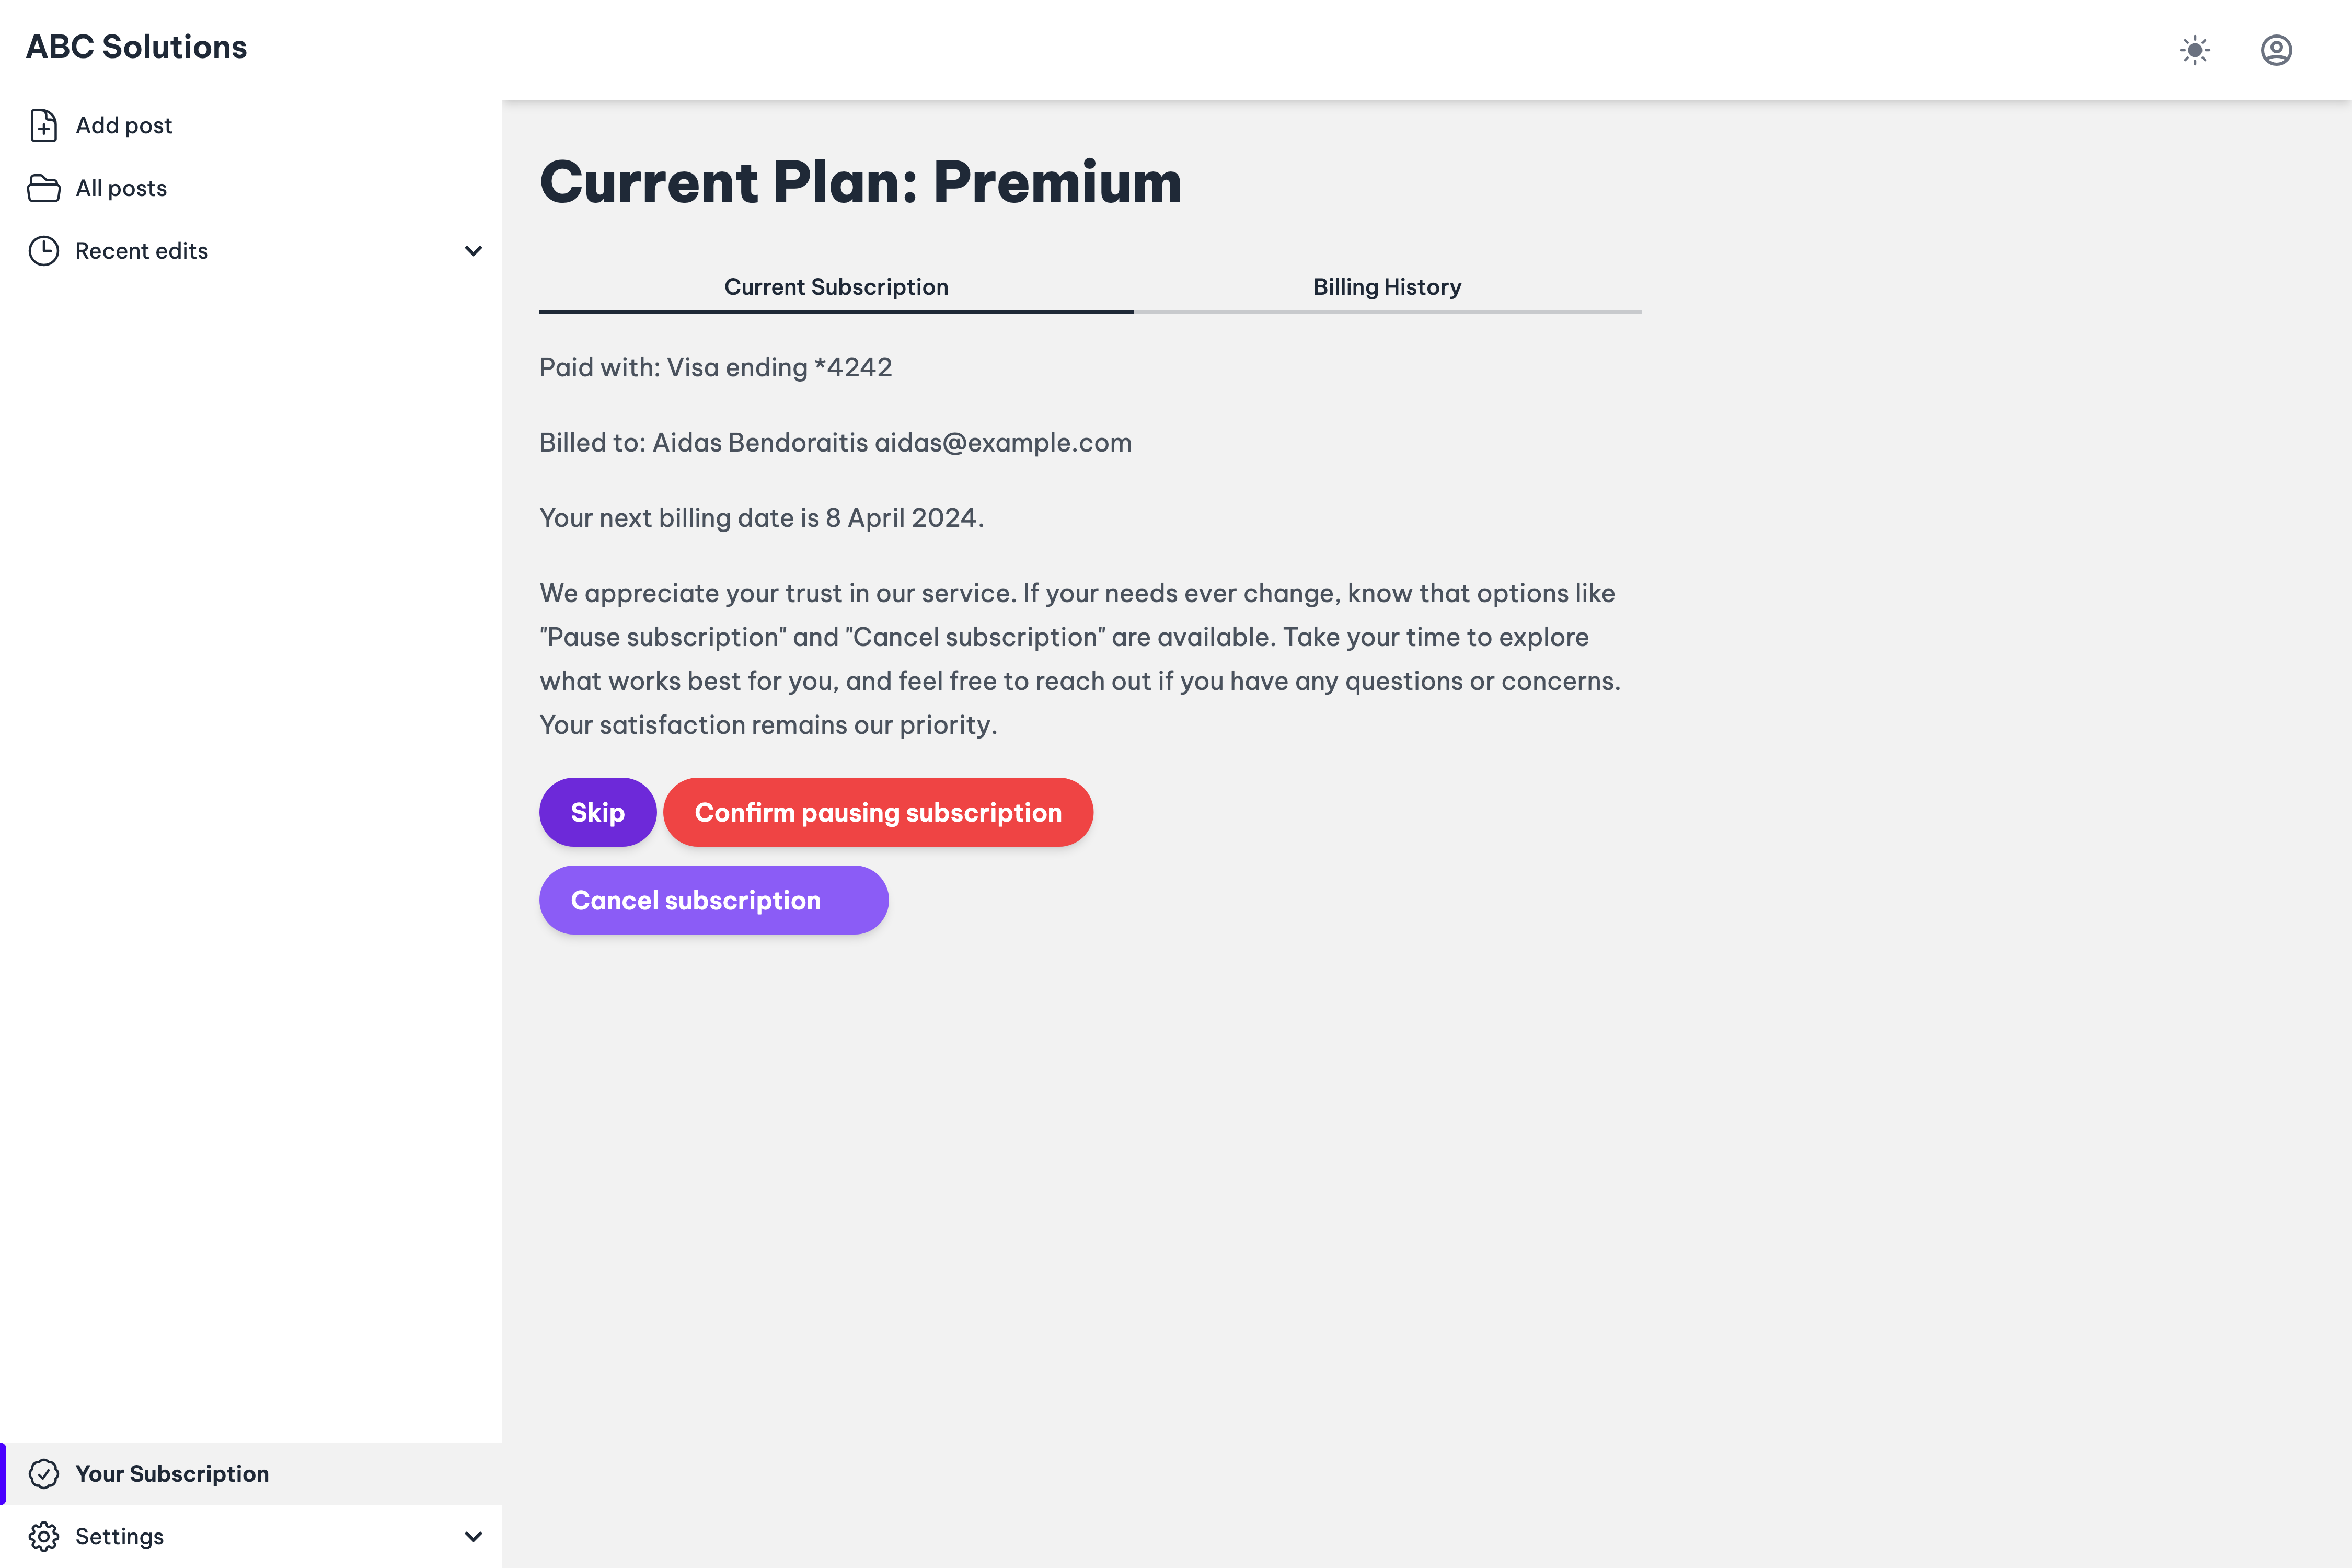 ABC Solutions
Add post
All posts
Recent edits
Current Plan: Premium
Current Subscription
Billing History
Paid with: Visa ending *4242
Billed to: Aidas Bendoraitis aidas@example.com
Your next billing date is 8 April 2024.
We appreciate your trust in our service. If your needs ever change, know that options like
"Pause subscription" and "Cancel subscription" are available. Take your time to explore
what works best for you, and feel free to reach out if you have any questions or concerns.
Your satisfaction remains our priority.
Skip
Confirm pausing subscription
Cancel subscription
Your Subscription
Settings